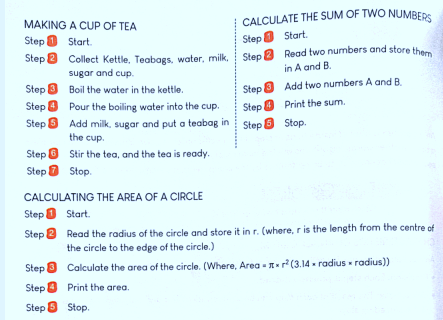 MAKING A CUP OF TEA
Step 1 Start.
Step 2 Collect Kettle, Teabags, water, milk,
sugar and cup.
Step 3 Boil the water in the kettle.
Step 4 Pour the boiling water into the cup.
Step 5 Add milk, sugar and put a teabag in
the cup.
Step 6 Stir the tea, and the tea is ready.
Step 7 Stop.
CALCULATE THE SUM OF TWO NUMBERS
Step 1 Start.
Step 2 Read two numbers and store them
in A and B.
Step 3 Add two numbers A and B.
Step 4 Print the sum.
Step 5 Stop.
CALCULATING THE AREA OF A CIRCLE
Step 1 Start.
Step 2 Read the radius of the circle and store it in r. (where, r is the length from the centre of
the circle to the edge of the circle.)
Step 3 Calculate the area of the circle. (Where, Area = π × r² (3.14 × radius × radius))
Step 4 Print the area.
Step 5 Stop.